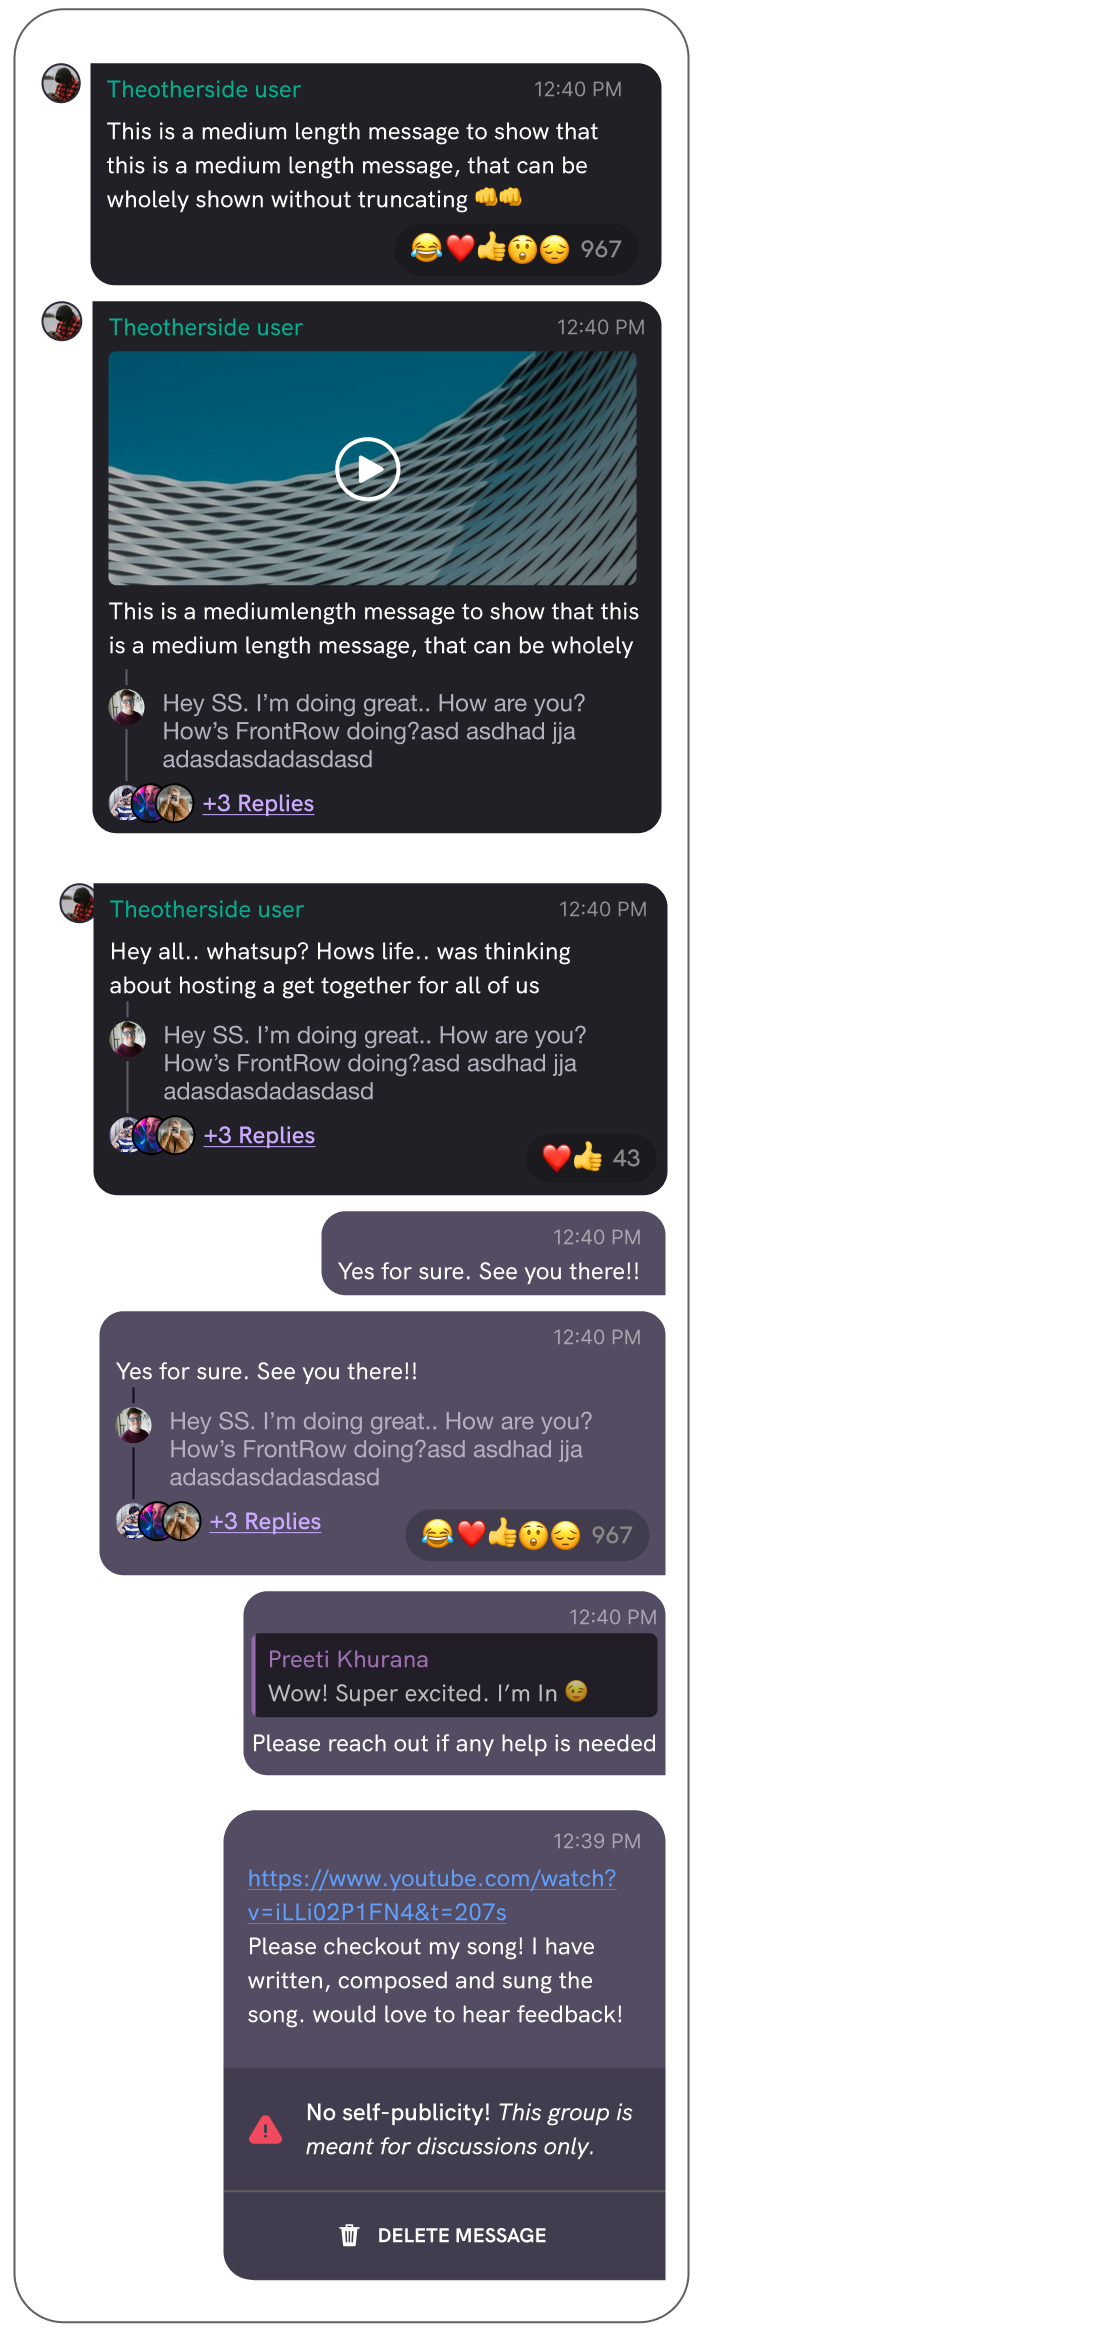 Theotherside user 12:40 PM
This is a medium length message to show that
this is a medium length message, that can be
wholely shown without truncating 👊👊
😂❤️👍😲😔 967
Theotherside user 12:40 PM
This is a mediumlength message to show that this
is a medium length message, that can be wholely
Hey SS. I’m doing great.. How are you?
How’s FrontRow doing?asd asdhad jja
adasdasdadasdasd
+3 Replies
Theotherside user 12:40 PM
Hey all.. whatsup? Hows life.. was thinking
about hosting a get together for all of us
Hey SS. I’m doing great.. How are you?
How’s FrontRow doing?asd asdhad jja
adasdasdadasdasd
+3 Replies
❤️👍 43
12:40 PM
Yes for sure. See you there!!
12:40 PM
Yes for sure. See you there!!
Hey SS. I’m doing great.. How are you?
How’s FrontRow doing?asd asdhad jja
adasdasdadasdasd
+3 Replies
😂❤️👍😲😔 967
12:40 PM
Preeti Khurana
Wow! Super excited. I’m In 😉
Please reach out if any help is needed
12:39 PM
https://www.youtube.com/watch?
v=iLLi02P1FN4&t=207s
Please checkout my song! I have
written, composed and sung the
song. would love to hear feedback!
No self-publicity! This group is
meant for discussions only.
DELETE MESSAGE